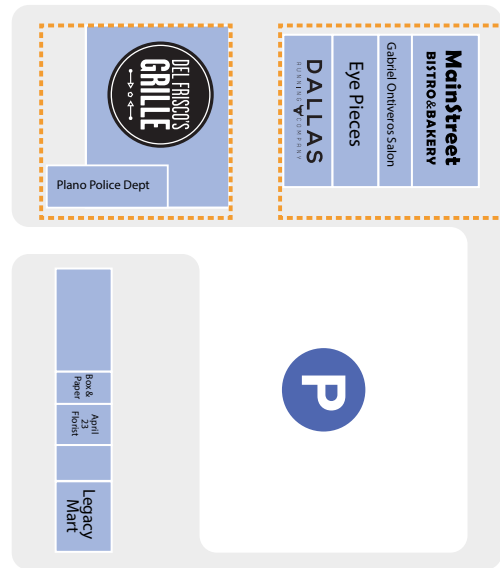 DEL FRISCO'S
GRILLE
Plano Police Dept
DALLAS
RUNNING COMPANY
Eye Pieces
Gabriel Ontiveros Salon
MainStreet
BISTRO&BAKERY
Box &
Paper
April
23
Florist
Legacy
Mart
P